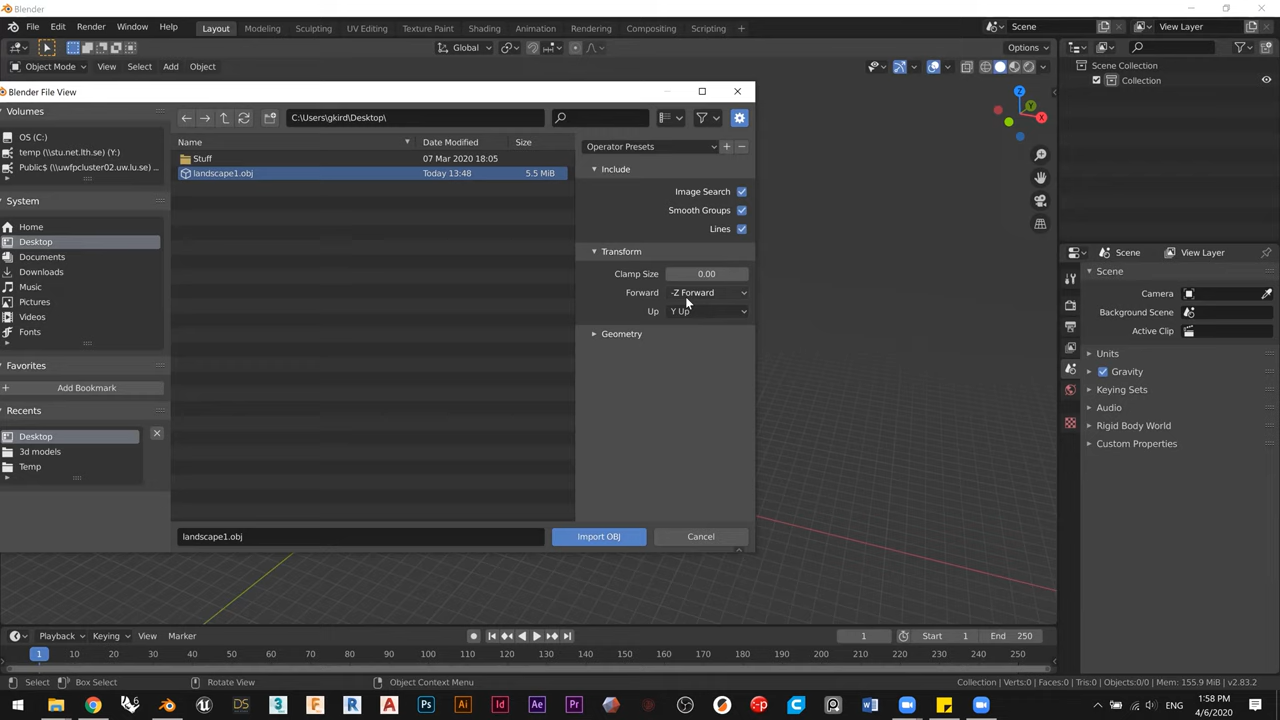 Blender
File Edit Render Window Help Layout Modeling Sculpting UV Editing Texture Paint Shading Animation Rendering Compositing Scripting + Scene View Layer
Global Options
Object Mode View Select Add Object
Scene Collection
Collection
Blender File View
Volumes
OS (C:)
temp (\\stu.net.lth.se) (Y:)
Public$ (\\uwfpcluster02.uw.lu.se) ...
System
Home
Desktop
Documents
Downloads
Music
Pictures
Videos
Fonts
Favorites
Add Bookmark
Recents
Desktop
3d models
Temp
C:\Users\gkird\Desktop\
Name Date Modified Size
Stuff 07 Mar 2020 18:05
landscape1.obj Today 13:48 5.5 MiB
landscape1.obj
Operator Presets
Include
Image Search
Smooth Groups
Lines
Transform
Clamp Size 0.00
Forward -Z Forward
Up Y Up
Geometry
Import OBJ Cancel
Z
Y
X
Scene View Layer
Scene
Camera
Background Scene
Active Clip
Units
Gravity
Keying Sets
Audio
Rigid Body World
Custom Properties
Playback Keying View Marker 1 Start 1 End 250
1 10 20 30 40 50 60 70 80 90 100 110 120 130 140 150 160 170 180 190 200 210 220 230 240 250
Select Box Select Rotate View Object Context Menu Collection | Verts:0 | Faces:0 | Tris:0 | Objects:0/0 | Mem: 155.9 MiB | v2.83.2
DS 3 F R A Ps Ai Id Ae Pr W
1:58 PM
4/6/2020